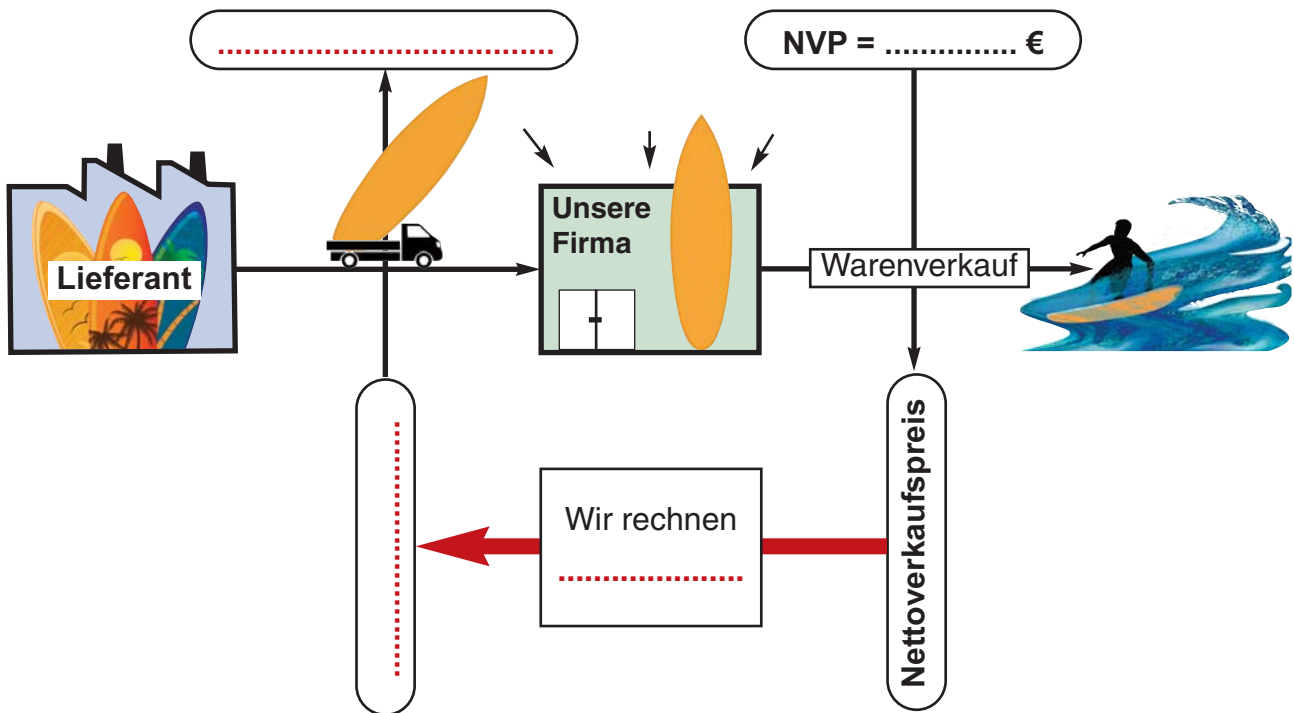 ................................................
NVP = ............... €
Unsere
Firma
Lieferant
Warenverkauf
Wir rechnen
................................
Nettoverkaufspreis